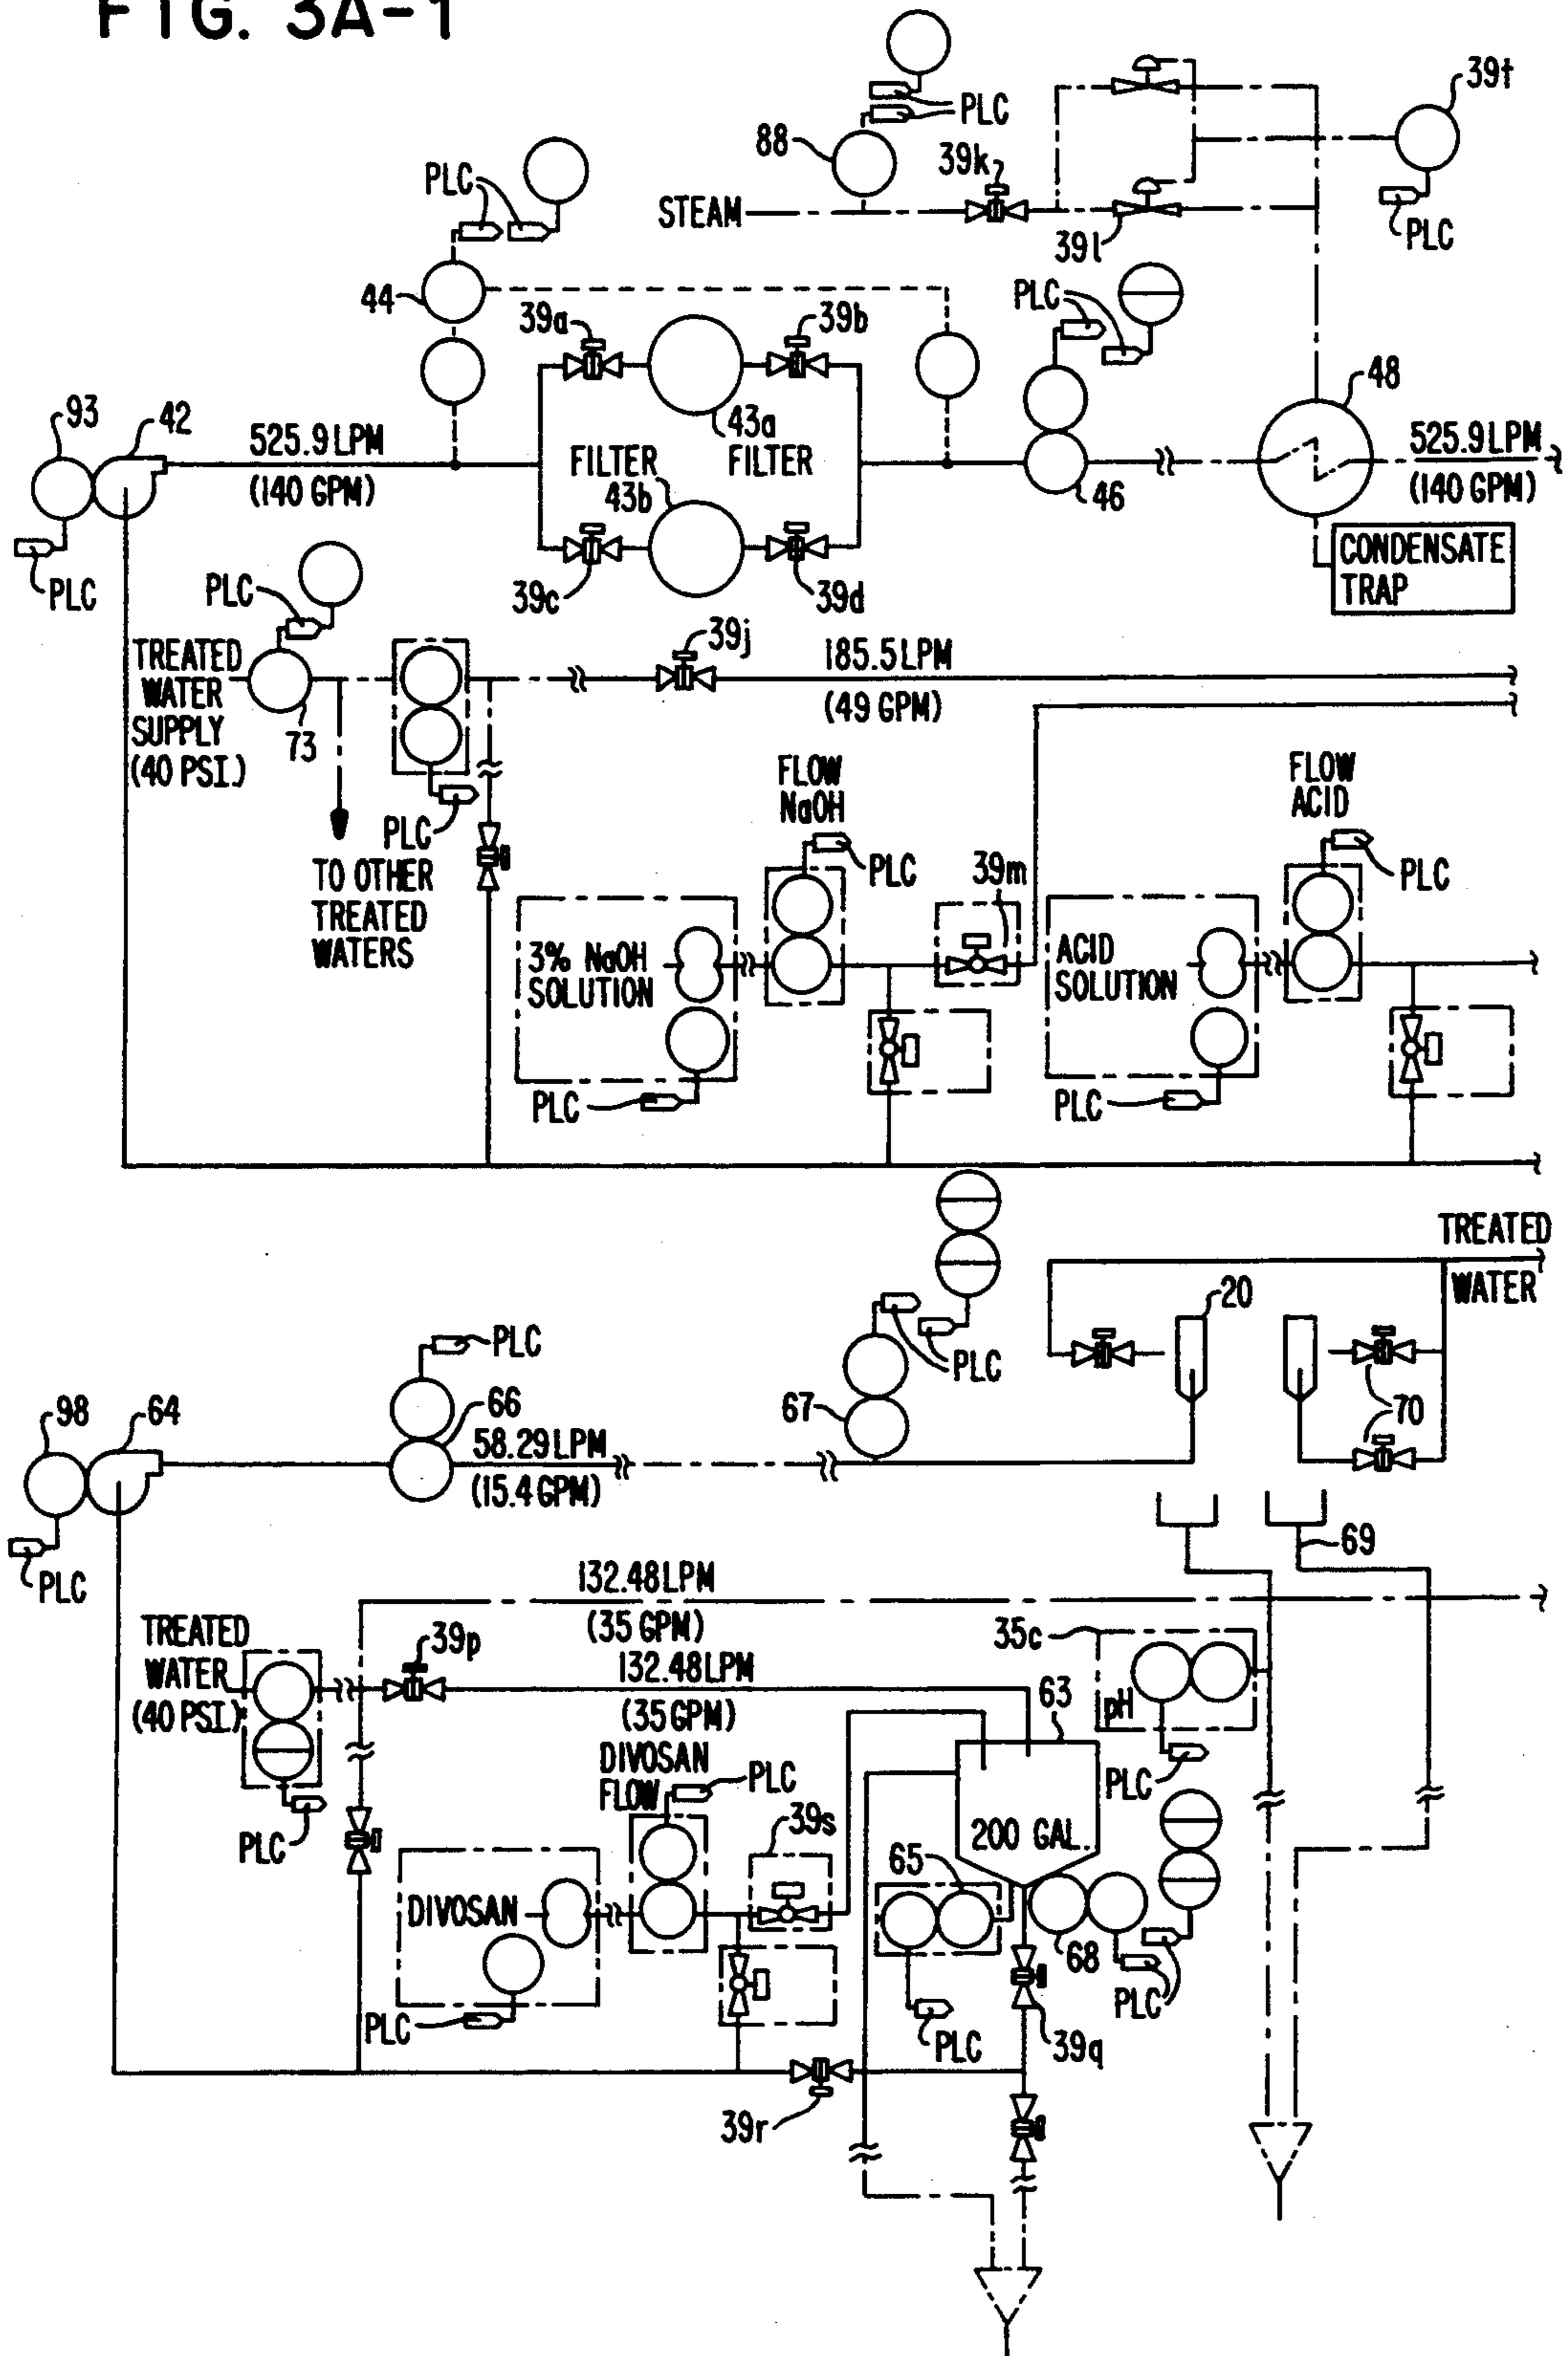 FIG. 3A-1
39t
PLC
88
39k
PLC
STEAM
39l
PLC
PLC
44
39a
39b
48
93
42
525.9 LPM
(140 GPM)
43a
FILTER
FILTER
43b
46
525.9 LPM
(140 GPM)
PLC
39c
39d
CONDENSATE
TRAP
PLC
TREATED
WATER
SUPPLY
(40 PSI.)
73
39j
185.5 LPM
(49 GPM)
PLC
TO OTHER
TREATED
WATERS
FLOW
NaOH
PLC
39m
FLOW
ACID
PLC
3% NaOH
SOLUTION
PLC
ACID
SOLUTION
PLC
TREATED
WATER
20
PLC
PLC
98
64
66
67
70
58.29 LPM
(15.4 GPM)
PLC
69
132.48 LPM
(35 GPM)
TREATED
WATER
(40 PSI.)
39p
132.48 LPM
(35 GPM)
35c
pH
63
PLC
PLC
DIVOSAN
FLOW
PLC
39s
200 GAL.
65
DIVOSAN
68
PLC
PLC
PLC
39q
39r